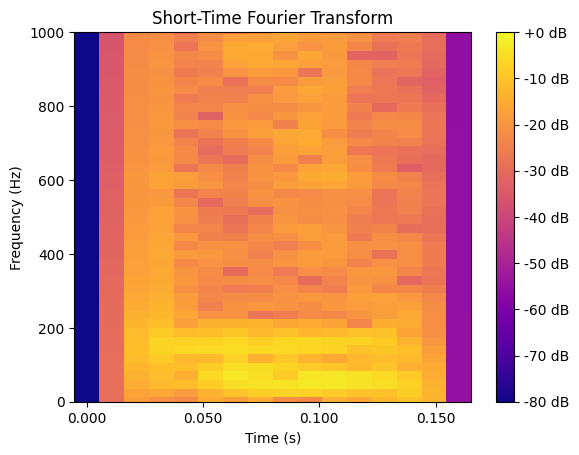 Short-Time Fourier Transform
1000
800
600
400
200
0
Frequency (Hz)
0.000
0.050
0.100
0.150
Time (s)
+0 dB
-10 dB
-20 dB
-30 dB
-40 dB
-50 dB
-60 dB
-70 dB
-80 dB